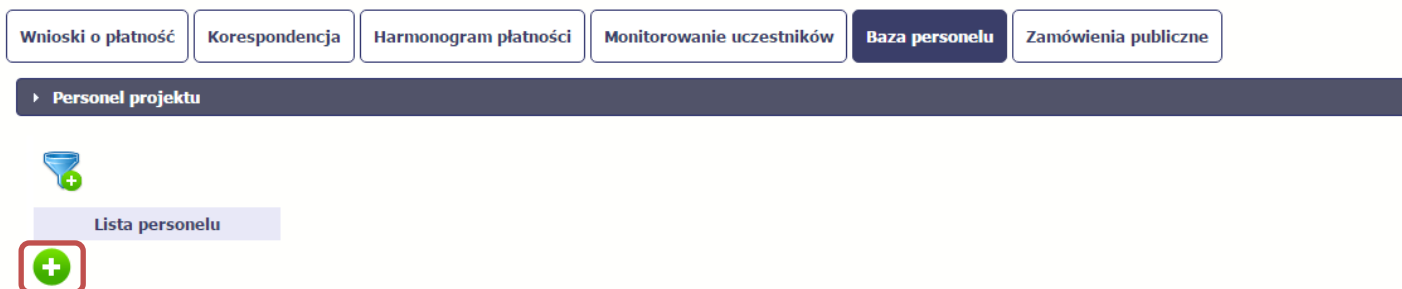 Wnioski o płatność Korespondencja Harmonogram płatności Monitorowanie uczestników Baza personelu Zamówienia publiczne
Personel projektu
Lista personelu